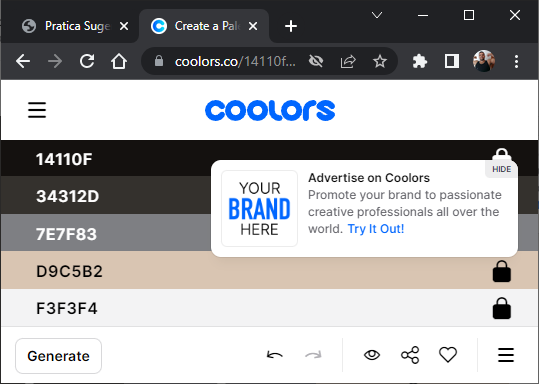 Pratica Suge
Create a Pale
coolors.co/14110f...
coolors
14110F
HIDE
34312D
7E7F83
D9C5B2
F3F3F4
YOUR
BRAND
HERE
Advertise on Coolors
Promote your brand to passionate
creative professionals all over the
world. Try It Out!
Generate